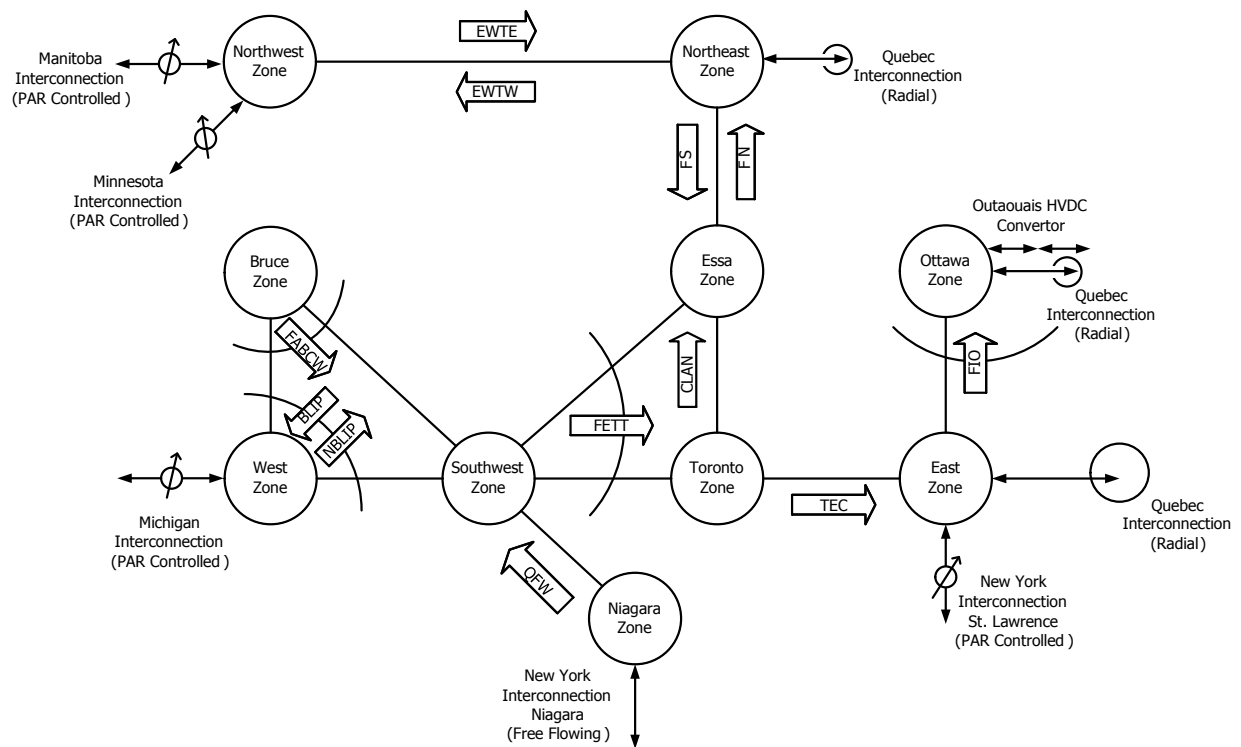 EWTE
Northwest
Zone
Northeast
Zone
Manitoba
Interconnection
(PAR Controlled )
Quebec
Interconnection
(Radial)
EWTW
FS
FN
Minnesota
Interconnection
(PAR Controlled )
Outaouais HVDC
Convertor
Bruce
Zone
Essa
Zone
Ottawa
Zone
Quebec
Interconnection
(Radial)
FABCW
CLAN
FIO
BLIP
NBLIP
FETT
West
Zone
Southwest
Zone
Toronto
Zone
East
Zone
TEC
Michigan
Interconnection
(PAR Controlled )
Quebec
Interconnection
(Radial)
QFW
Niagara
Zone
New York
Interconnection
St. Lawrence
(PAR Controlled )
New York
Interconnection
Niagara
(Free Flowing )